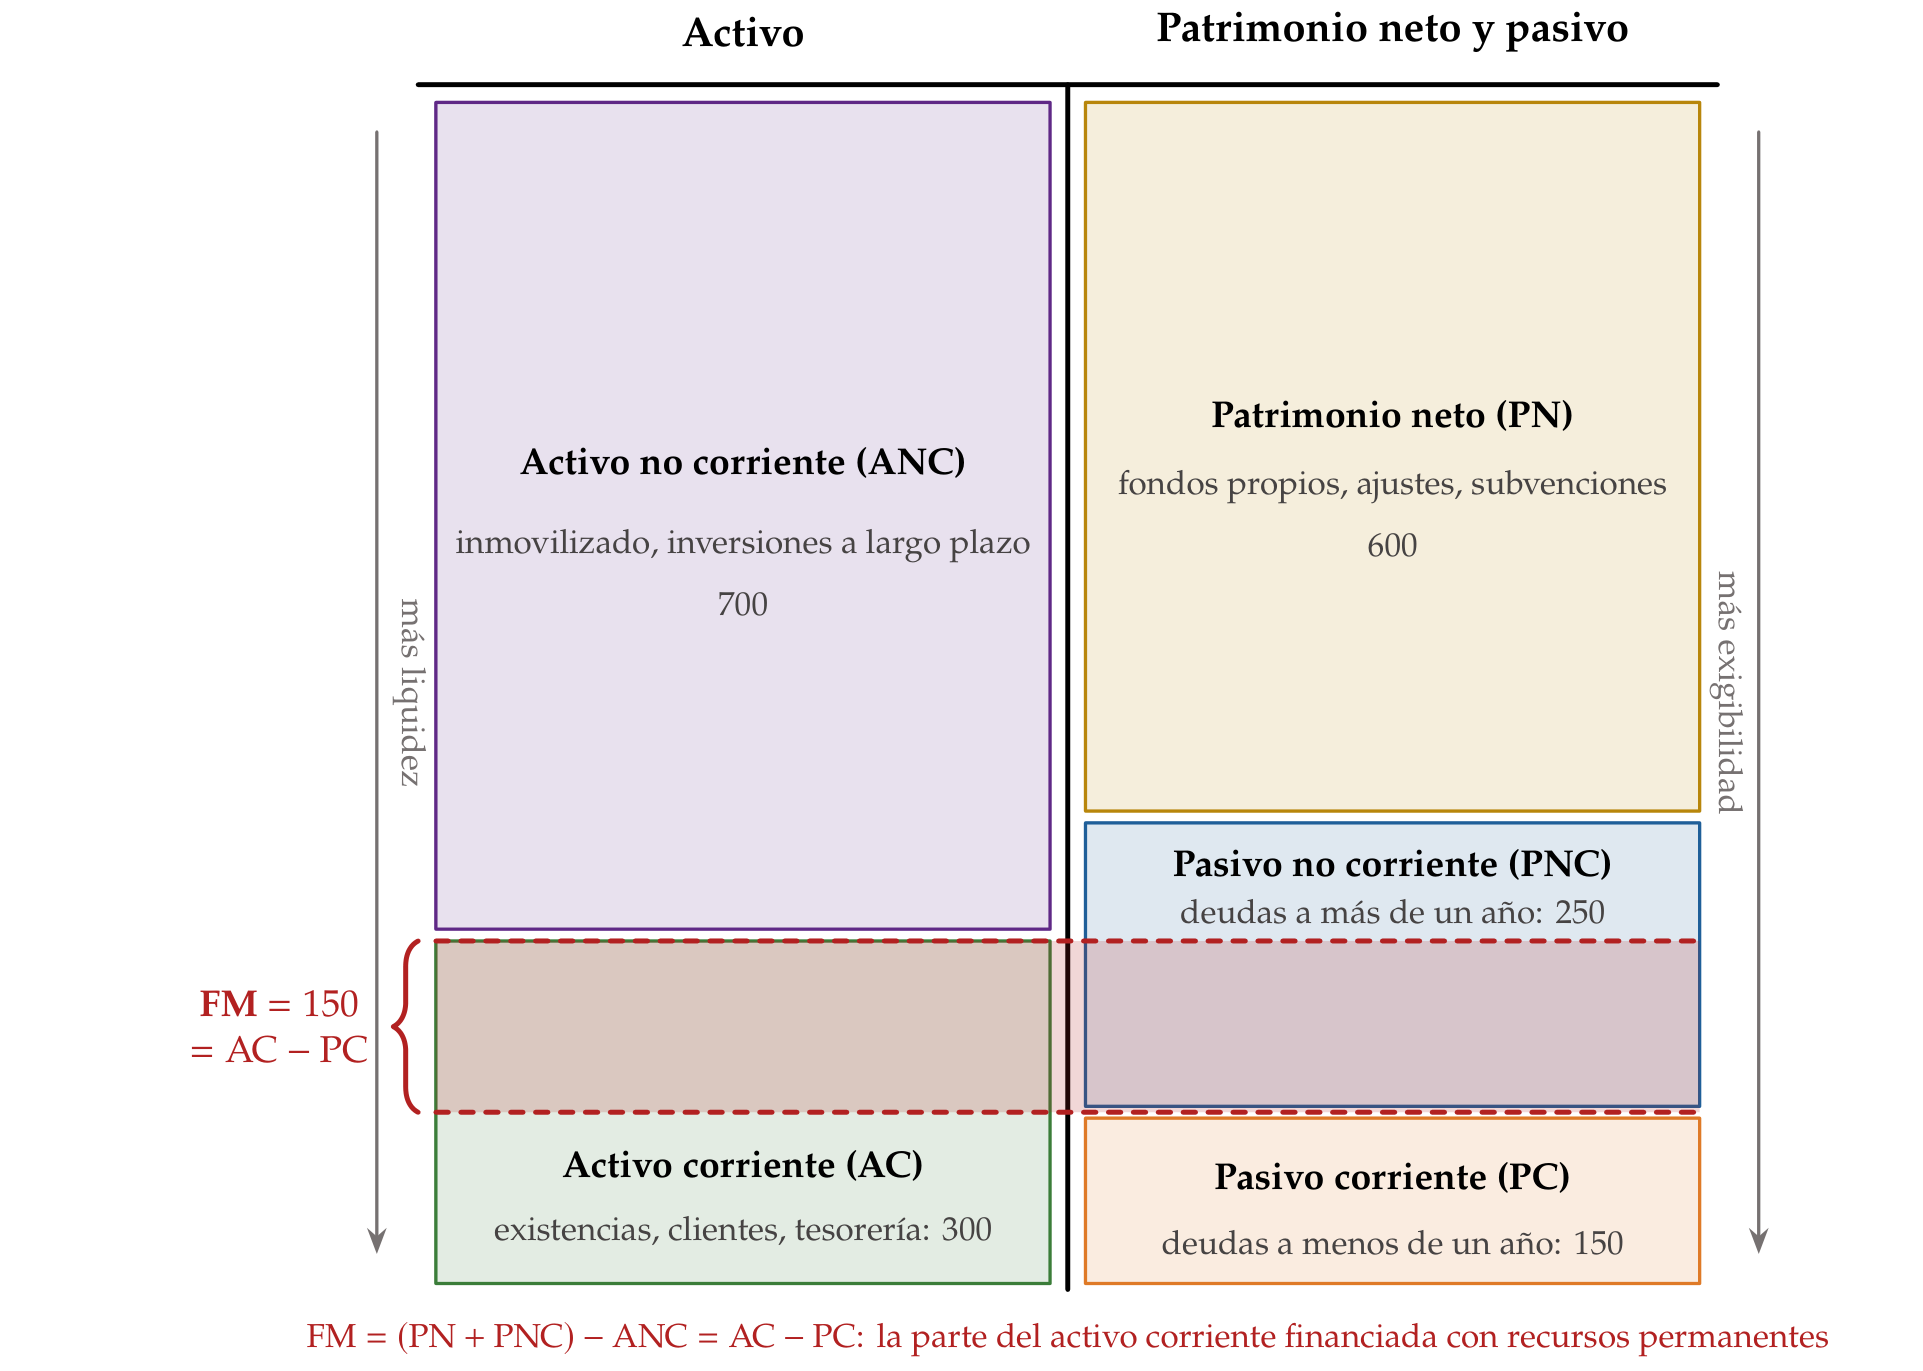 Activo
Patrimonio neto y pasivo
Activo no corriente (ANC)
inmovilizado, inversiones a largo plazo
700
Patrimonio neto (PN)
fondos propios, ajustes, subvenciones
600
más liquidez
más exigibilidad
Pasivo no corriente (PNC)
deudas a más de un año: 250
FM = 150
= AC − PC
Activo corriente (AC)
existencias, clientes, tesorería: 300
Pasivo corriente (PC)
deudas a menos de un año: 150
FM = (PN + PNC) − ANC = AC − PC: la parte del activo corriente financiada con recursos permanentes